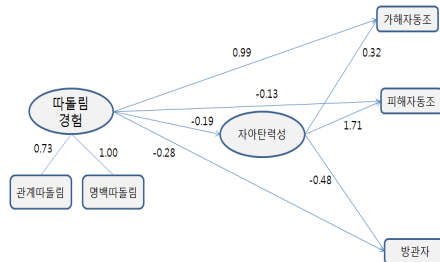 가해자동조
0.99
0.32
따돌림
경험
-0.13
피해자동조
-0.19
자아탄력성
1.71
0.73
1.00
-0.28
관계따돌림
명백따돌림
-0.48
방관자